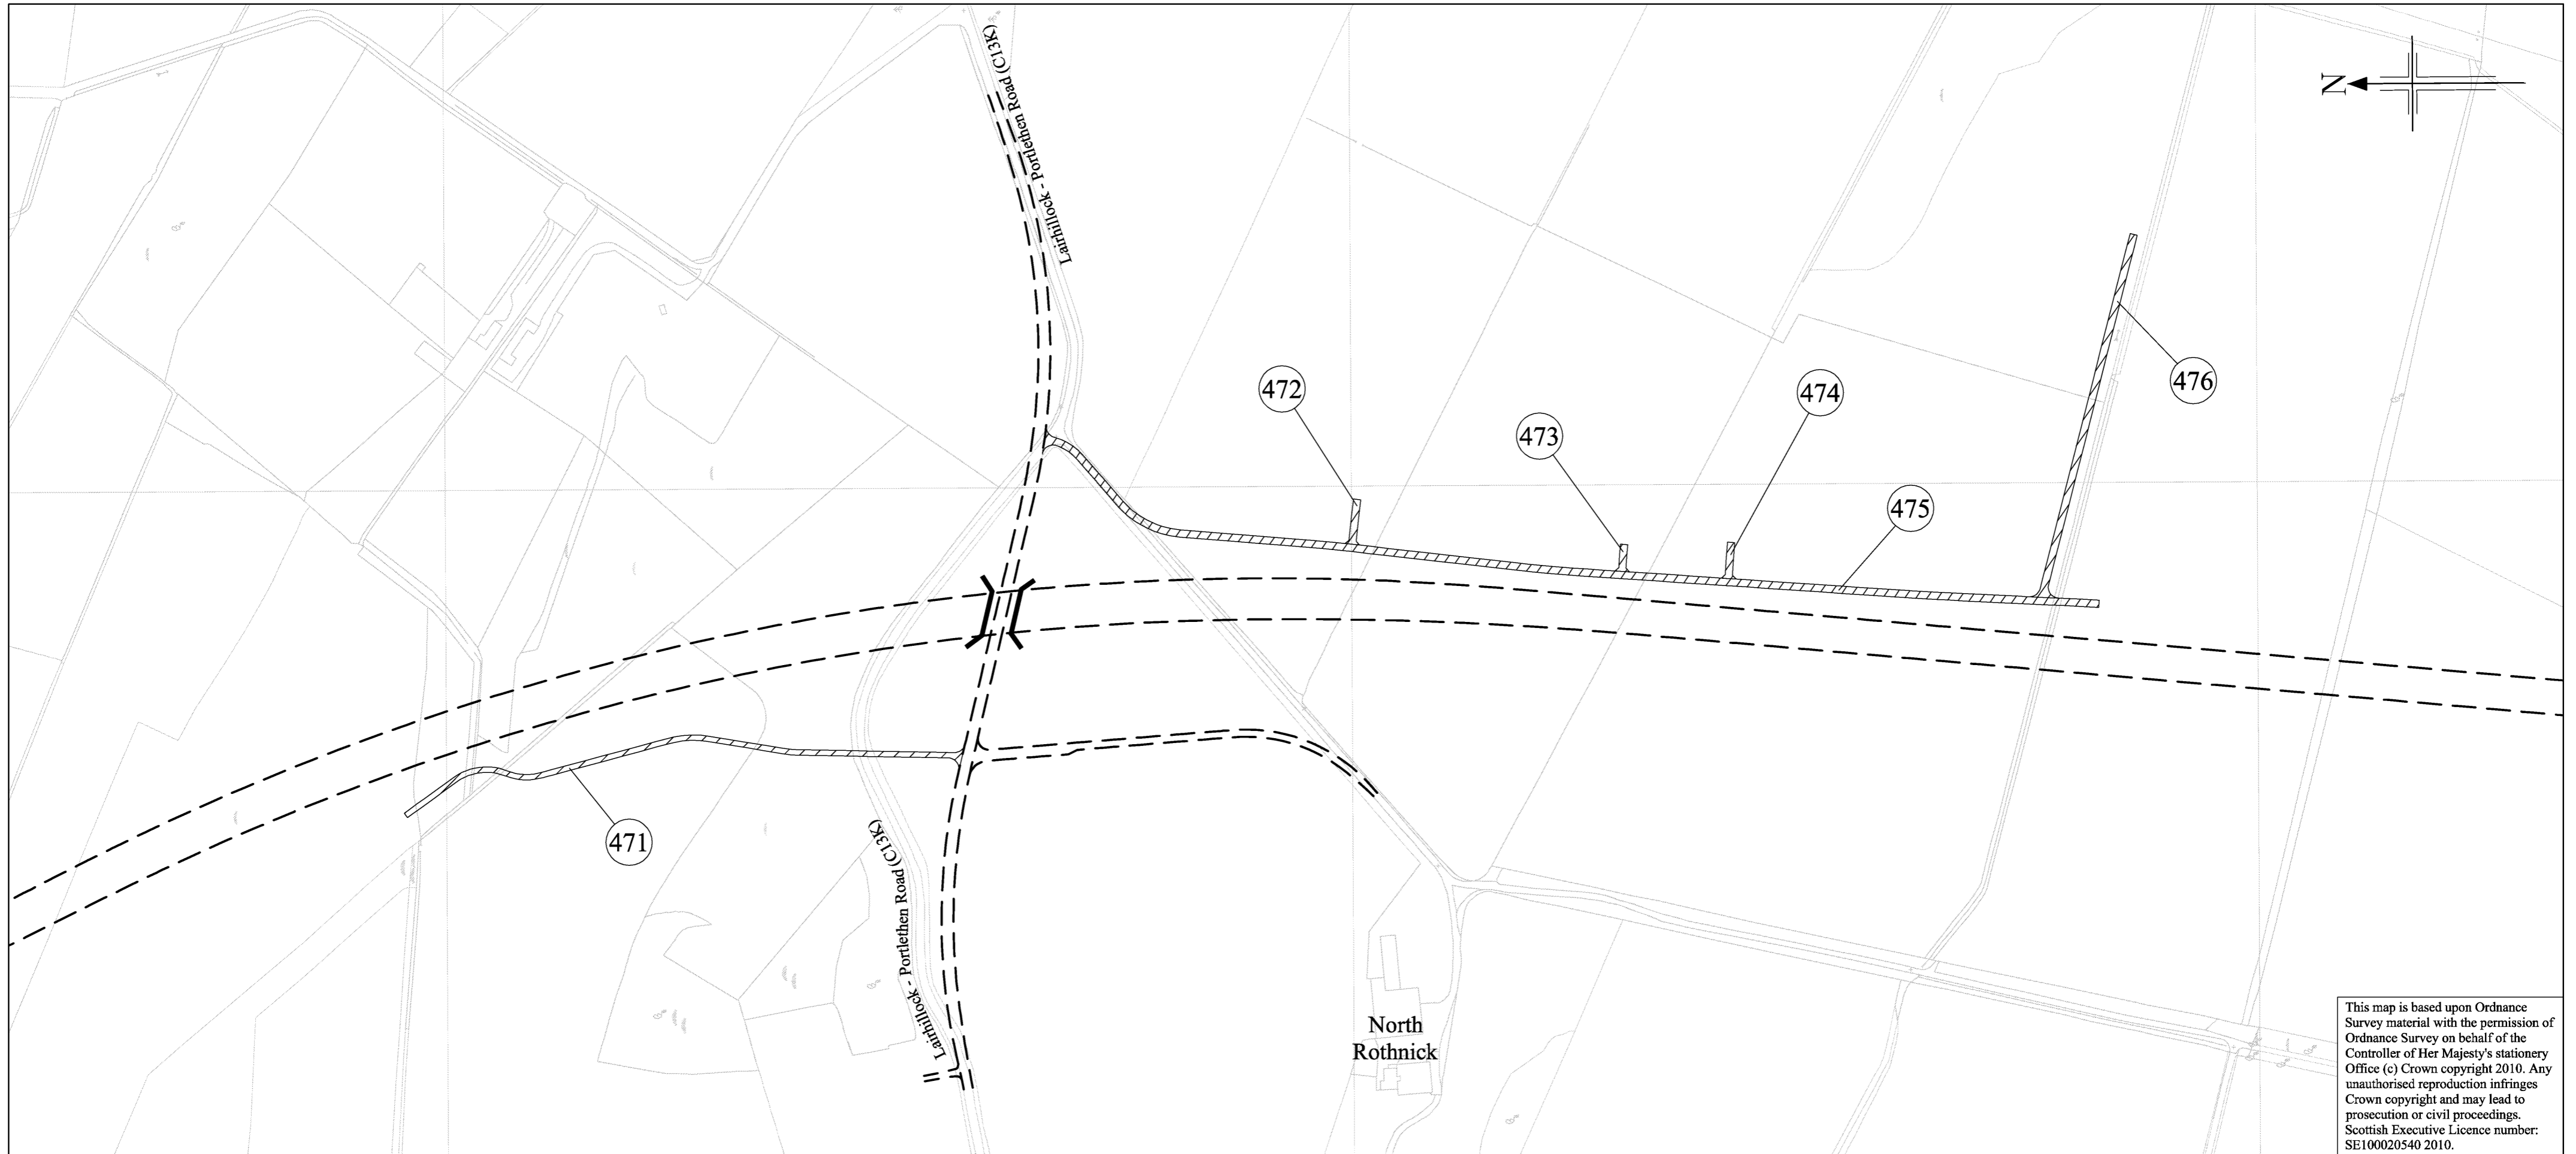 Lairhillock - Portlethen Road (C13K)
N
472
476
474
473
475
471
Lairhillock - Portlethen Road (C13K)
North
Rothnick
This map is based upon Ordnance
Survey material with the permission of
Ordnance Survey on behalf of the
Controller of Her Majesty's stationery
Office (c) Crown copyright 2010. Any
unauthorised reproduction infringes
Crown copyright and may lead to
prosecution or civil proceedings.
Scottish Executive Licence number:
SE100020540 2010.